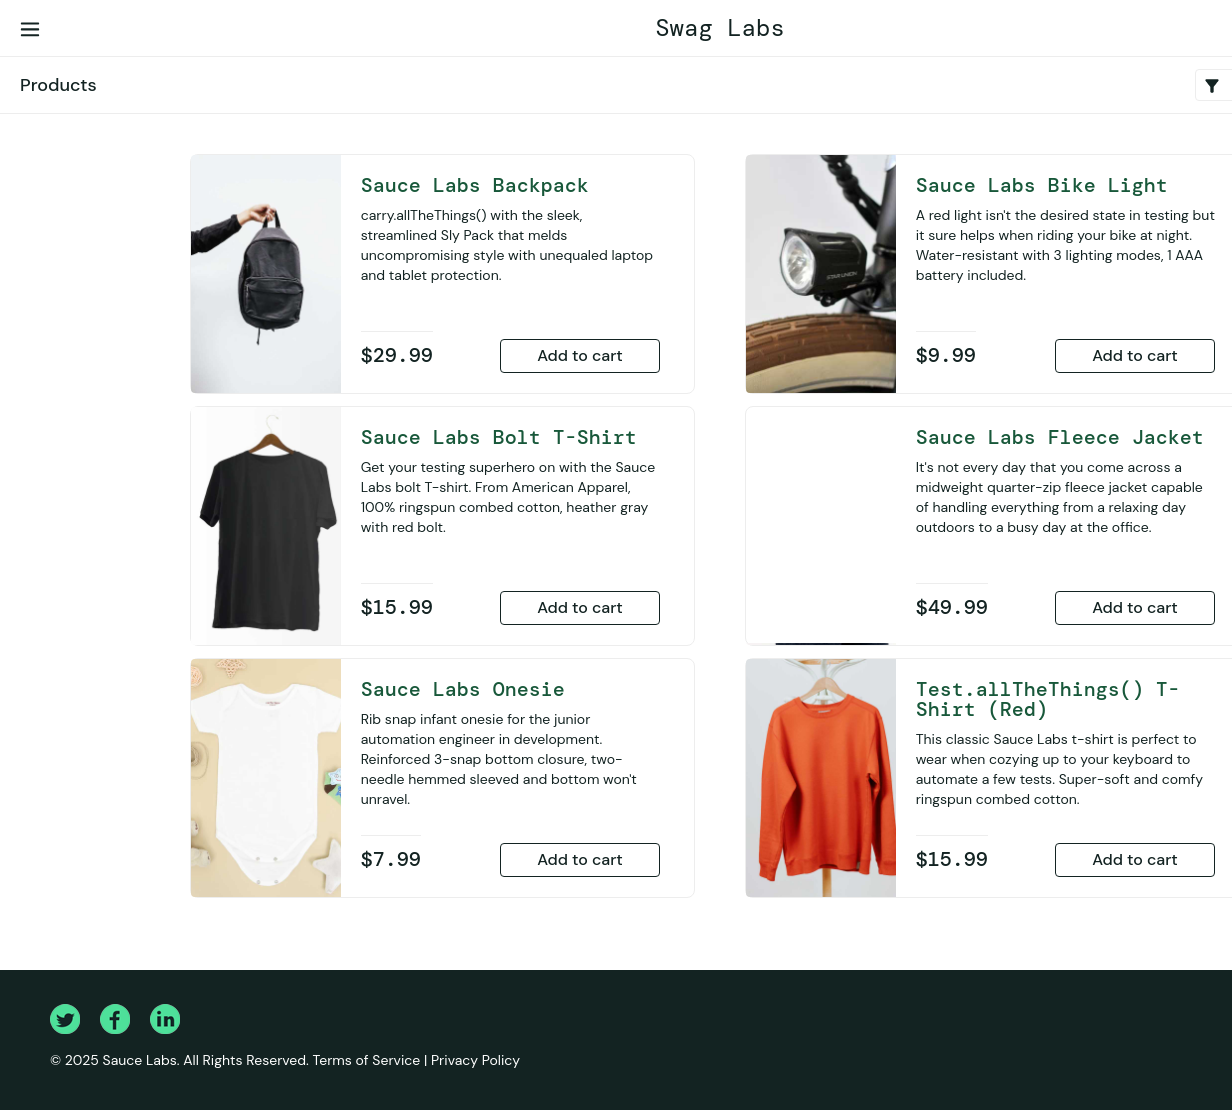 Swag Labs
Products
Sauce Labs Backpack
carry.allTheThings() with the sleek,
streamlined Sly Pack that melds
uncompromising style with unequaled laptop
and tablet protection.
$29.99
Add to cart
Sauce Labs Bike Light
A red light isn't the desired state in testing but
it sure helps when riding your bike at night.
Water-resistant with 3 lighting modes, 1 AAA
battery included.
$9.99
Add to cart
Sauce Labs Bolt T-Shirt
Get your testing superhero on with the Sauce
Labs bolt T-shirt. From American Apparel,
100% ringspun combed cotton, heather gray
with red bolt.
$15.99
Add to cart
Sauce Labs Fleece Jacket
It's not every day that you come across a
midweight quarter-zip fleece jacket capable
of handling everything from a relaxing day
outdoors to a busy day at the office.
$49.99
Add to cart
Sauce Labs Onesie
Rib snap infant onesie for the junior
automation engineer in development.
Reinforced 3-snap bottom closure, two-
needle hemmed sleeved and bottom won't
unravel.
$7.99
Add to cart
Test.allTheThings() T-
Shirt (Red)
This classic Sauce Labs t-shirt is perfect to
wear when cozying up to your keyboard to
automate a few tests. Super-soft and comfy
ringspun combed cotton.
$15.99
Add to cart
© 2025 Sauce Labs. All Rights Reserved. Terms of Service | Privacy Policy